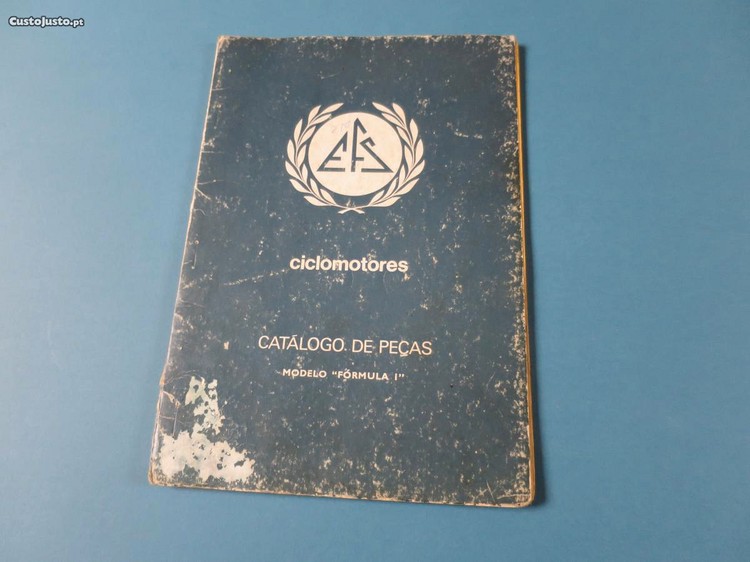 CustoJusto.pt
EFS
ciclomotores
CATÁLOGO DE PEÇAS
MODELO "FÓRMULA I"